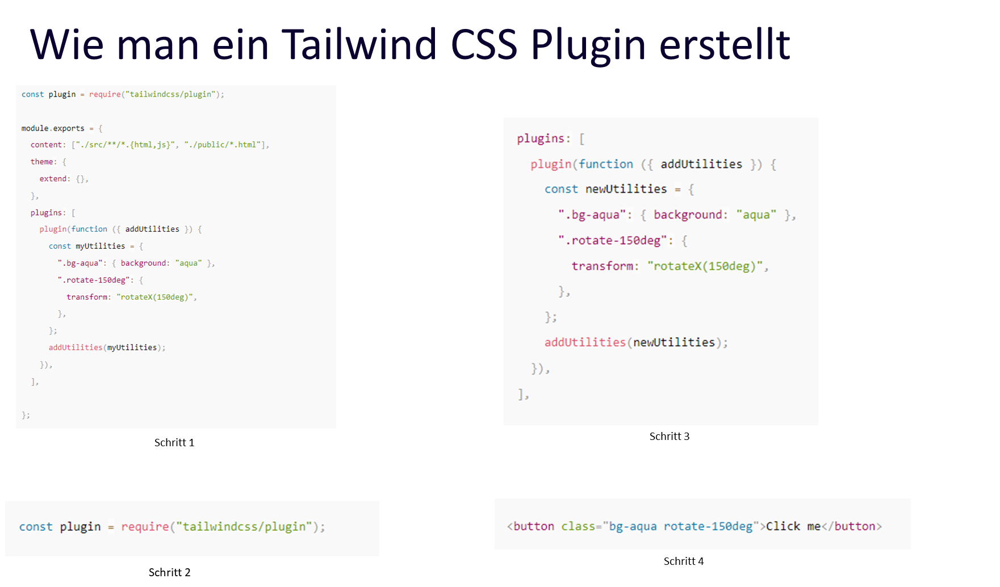 Wie man ein Tailwind CSS Plugin erstellt
const plugin = require("tailwindcss/plugin");
module.exports = {
content: ["./src/**/*.{html,js}", "./public/*.html"],
theme: {
extend: {},
},
plugins: [
plugin(function ({ addUtilities }) {
const myUtilities = {
".bg-aqua": { background: "aqua" },
".rotate-150deg": {
transform: "rotateX(150deg)",
},
};
addUtilities(myUtilities);
}),
],
};
Schritt 1
const plugin = require("tailwindcss/plugin");
Schritt 2
plugins: [
plugin(function ({ addUtilities }) {
const newUtilities = {
".bg-aqua": { background: "aqua" },
".rotate-150deg": {
transform: "rotateX(150deg)",
},
};
addUtilities(newUtilities);
}),
],
Schritt 3
<button class="bg-aqua rotate-150deg">Click me</button>
Schritt 4